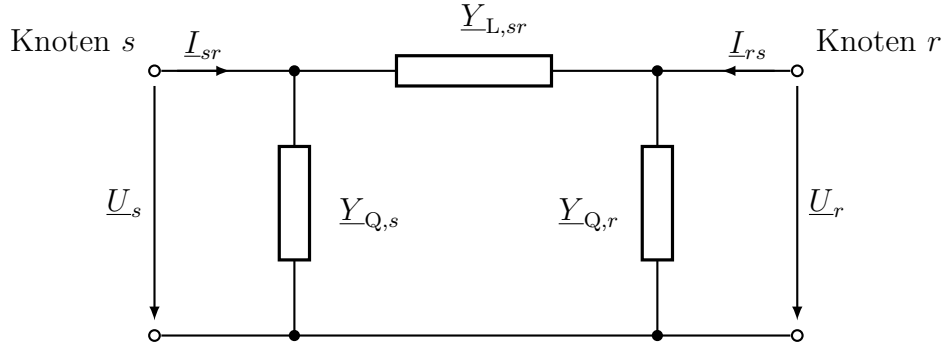 Y_L,sr
Knoten s
I_sr
I_rs
Knoten r
U_s
Y_Q,s
Y_Q,r
U_r